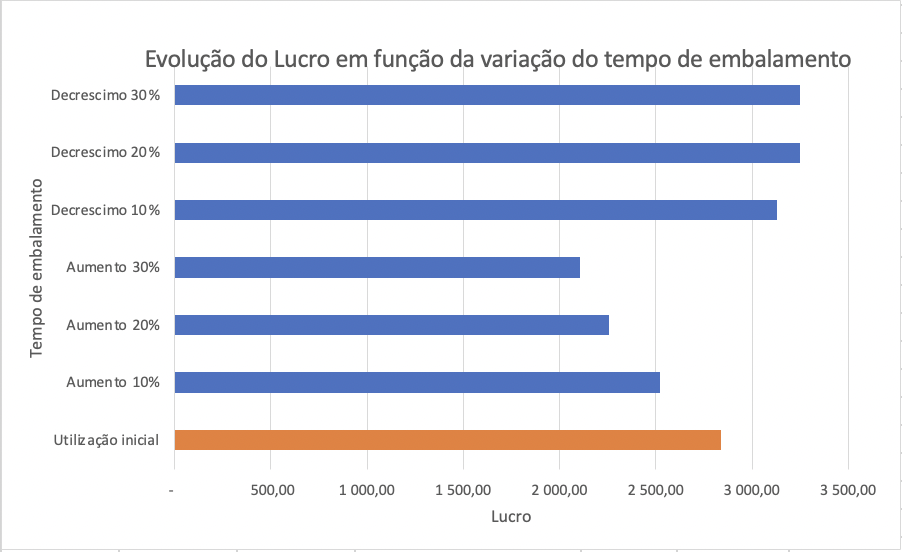 Evolução do Lucro em função da variação do tempo de embalamento
Decrescimo 30%
Decrescimo 20%
Decrescimo 10%
Aumento 30%
Aumento 20%
Aumento 10%
Utilização inicial
Tempo de embalamento
- 500,00 1 000,00 1 500,00 2 000,00 2 500,00 3 000,00 3 500,00
Lucro